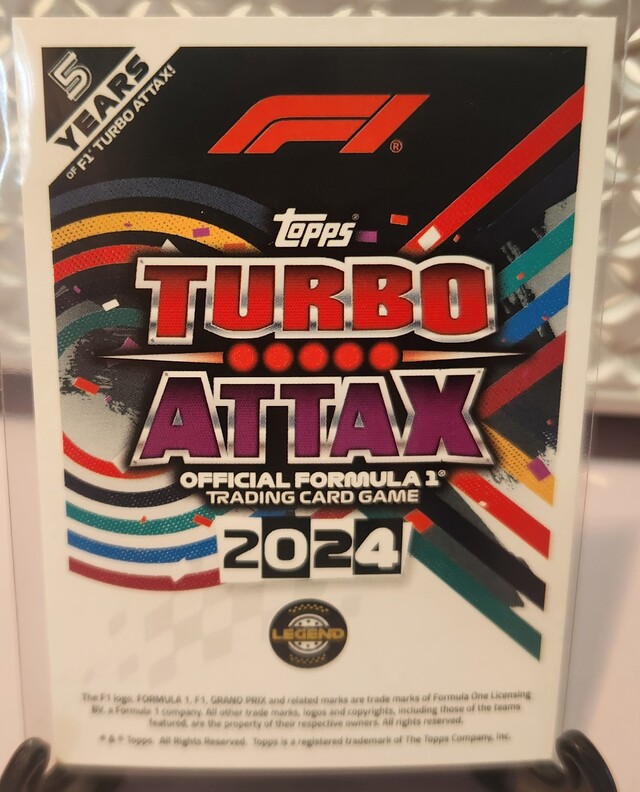 5
YEARS
OF F1® TURBO ATTAX!
F1®
Topps®
TURBO
ATTAX
OFFICIAL FORMULA 1®
TRADING CARD GAME
2024
LEGEND
The F1 logo, FORMULA 1, F1, GRAND PRIX and related marks are trade marks of Formula One Licensing
BV, a Formula 1 company. All other trade marks, logos and copyrights, including those of the teams
featured, are the property of their respective owners. All rights reserved.
® & © Topps. All Rights Reserved. Topps is a registered trademark of The Topps Company, Inc.